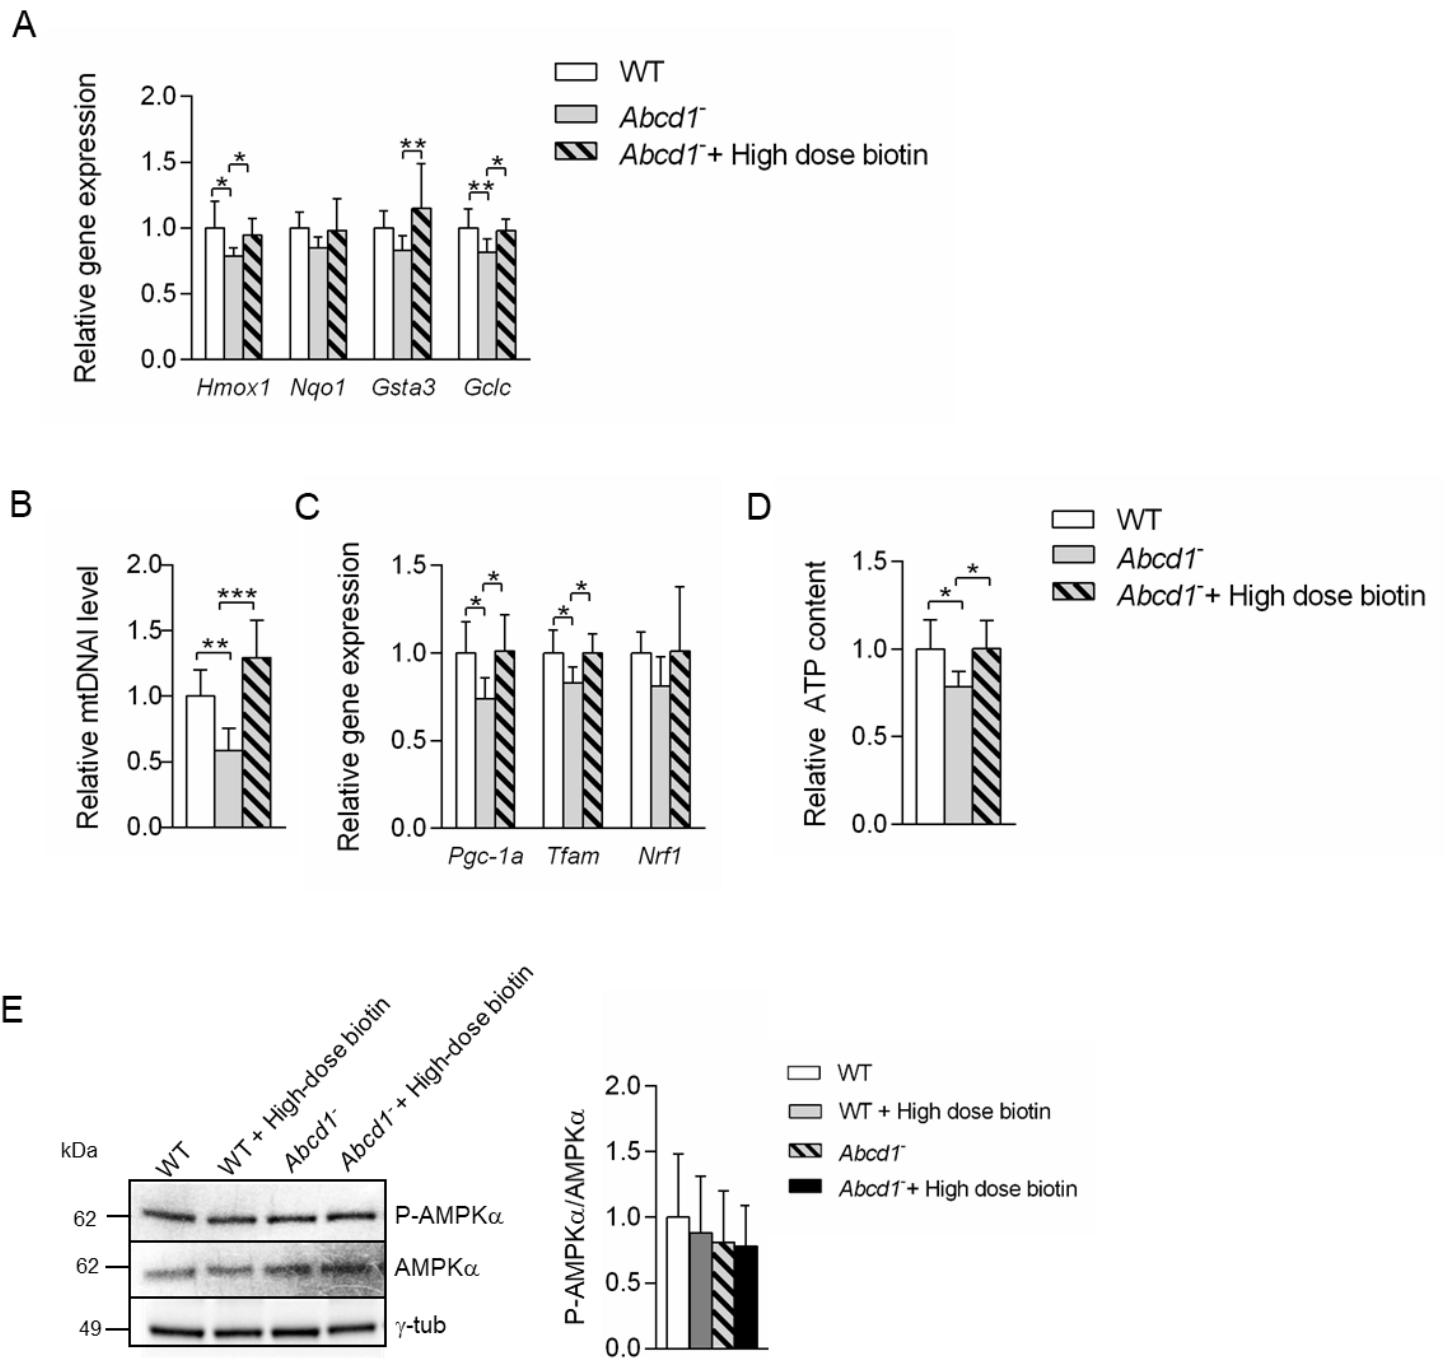 A
WT
Abcd1-
Abcd1- + High dose biotin
Relative gene expression
2.0
1.5
1.0
0.5
0.0
* * ** ** *
Hmox1 Nqo1 Gsta3 Gclc
B
Relative mtDNAl level
2.0
1.5
1.0
0.5
0.0
***
**
C
Relative gene expression
1.5
1.0
0.5
0.0
* * * *
Pgc-1a Tfam Nrf1
D
WT
Abcd1-
Abcd1- + High dose biotin
Relative ATP content
1.5
1.0
0.5
0.0
* *
E
kDa
WT
WT + High-dose biotin
Abcd1-
Abcd1- + High-dose biotin
62 P-AMPKα
62 AMPKα
49 γ-tub
P-AMPKα/AMPKα
2.0
1.5
1.0
0.5
0.0
WT
WT + High dose biotin
Abcd1-
Abcd1- + High dose biotin